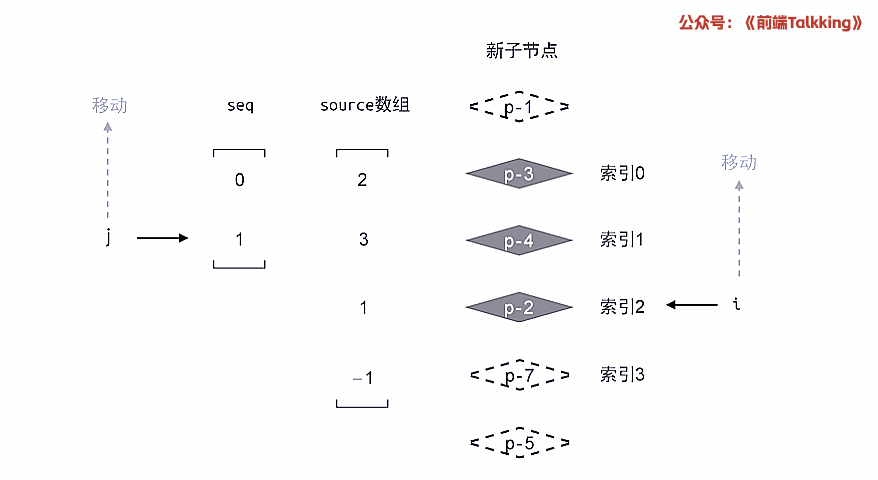 公众号：《前端Talkking》
新子节点
移动 seq source数组 p-1
移动
0 2 p-3 索引0
j 1 3 p-4 索引1
1 p-2 索引2 i
-1 p-7 索引3
p-5